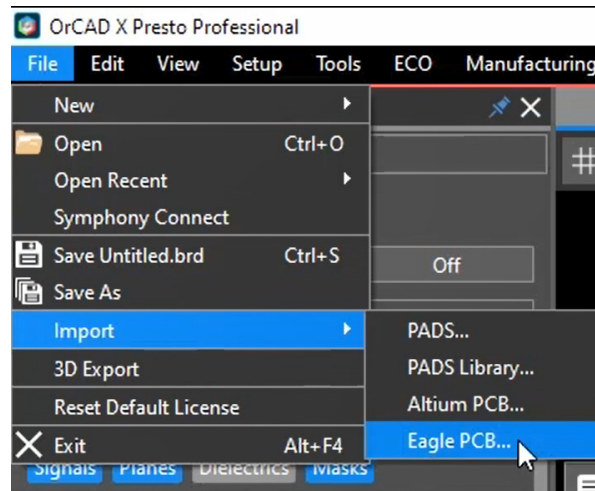 OrCAD X Presto Professional
File Edit View Setup Tools ECO Manufacturing
New
Open Ctrl+O
Open Recent
Symphony Connect
Save Untitled.brd Ctrl+S
Off
Save As
Import
PADS...
3D Export
PADS Library...
Reset Default License
Altium PCB...
Exit Alt+F4
Eagle PCB...
Signals Planes Dielectrics Masks